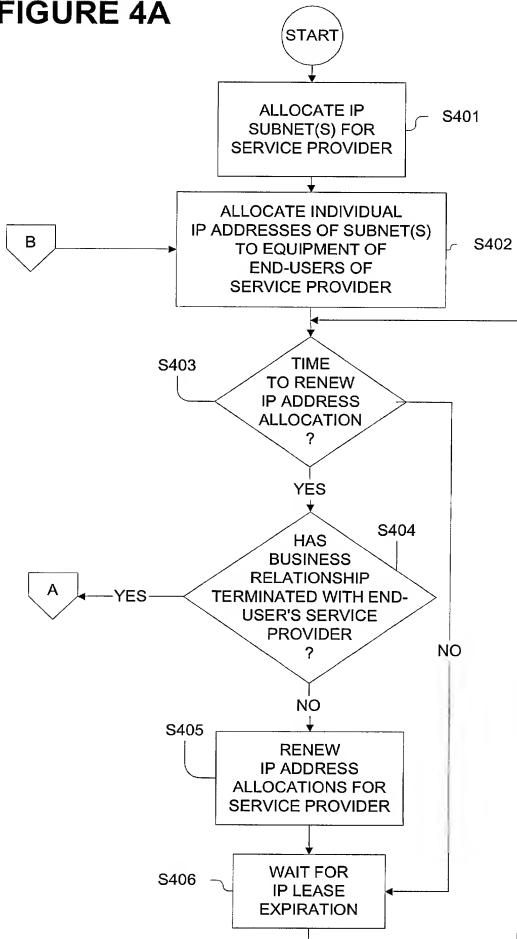 FIGURE 4A
START
ALLOCATE IP
SUBNET(S) FOR
SERVICE PROVIDER
S401
ALLOCATE INDIVIDUAL
IP ADDRESSES OF SUBNET(S)
TO EQUIPMENT OF
END-USERS OF
SERVICE PROVIDER
S402
B
S403
TIME
TO RENEW
IP ADDRESS
ALLOCATION
?
YES
S404
HAS
BUSINESS
RELATIONSHIP
TERMINATED WITH END-
USER'S SERVICE
PROVIDER
?
A
YES
NO
NO
S405
RENEW
IP ADDRESS
ALLOCATIONS FOR
SERVICE PROVIDER
S406
WAIT FOR
IP LEASE
EXPIRATION